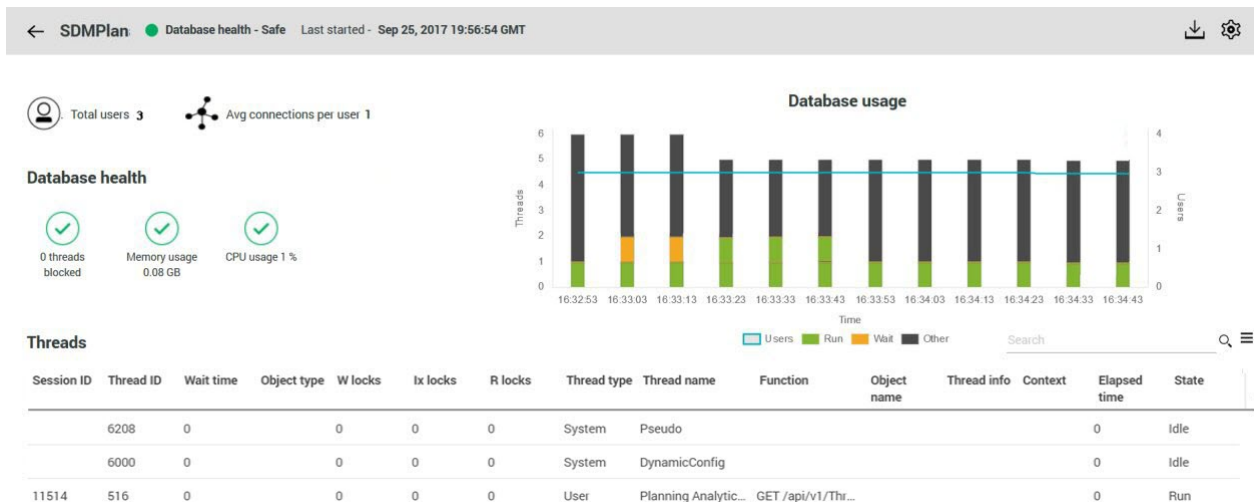 SDMPlan Database health - Safe Last started - Sep 25, 2017 19:56:54 GMT
Total users 3 Avg connections per user 1
Database health
0 threads blocked
Memory usage 0.08 GB
CPU usage 1 %
Database usage
6
5
4
3
2
1
0
Threads
4
3
2
1
0
Users
16:32:53 16:33:03 16:33:13 16:33:23 16:33:33 16:33:43 16:33:53 16:34:03 16:34:13 16:34:23 16:34:33 16:34:43
Time
Users Run Wait Other
Threads
Search
Session ID Thread ID Wait time Object type W locks Ix locks R locks Thread type Thread name Function Object name Thread info Context Elapsed time State
6208 0 0 0 0 System Pseudo 0 Idle
6000 0 0 0 0 System DynamicConfig 0 Idle
11514 516 0 0 0 0 User Planning Analytic... GET /api/v1/Thr... 0 Run